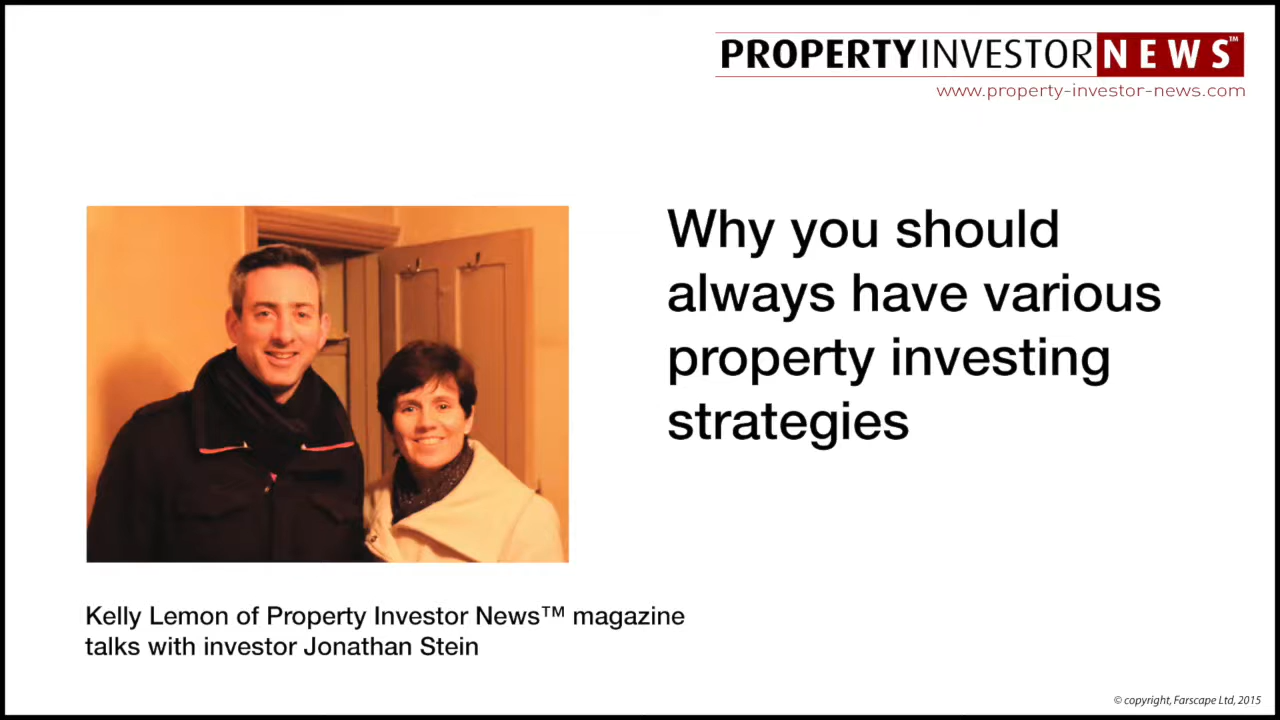 PROPERTYINVESTORNEWS™
www.property-investor-news.com
Why you should
always have various
property investing
strategies
Kelly Lemon of Property Investor News™ magazine
talks with investor Jonathan Stein
© copyright, Farscape Ltd, 2015